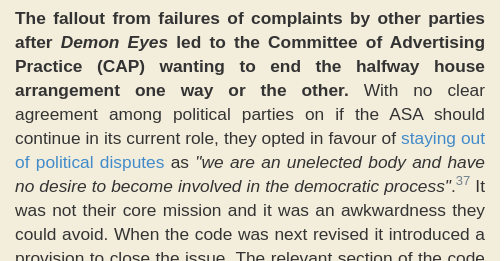 The fallout from failures of complaints by other parties
after Demon Eyes led to the Committee of Advertising
Practice (CAP) wanting to end the halfway house
arrangement one way or the other. With no clear
agreement among political parties on if the ASA should
continue in its current role, they opted in favour of staying out
of political disputes as "we are an unelected body and have
no desire to become involved in the democratic process".37 It
was not their core mission and it was an awkwardness they
could avoid. When the code was next revised it introduced a
provision to close the issue. The relevant section of the code